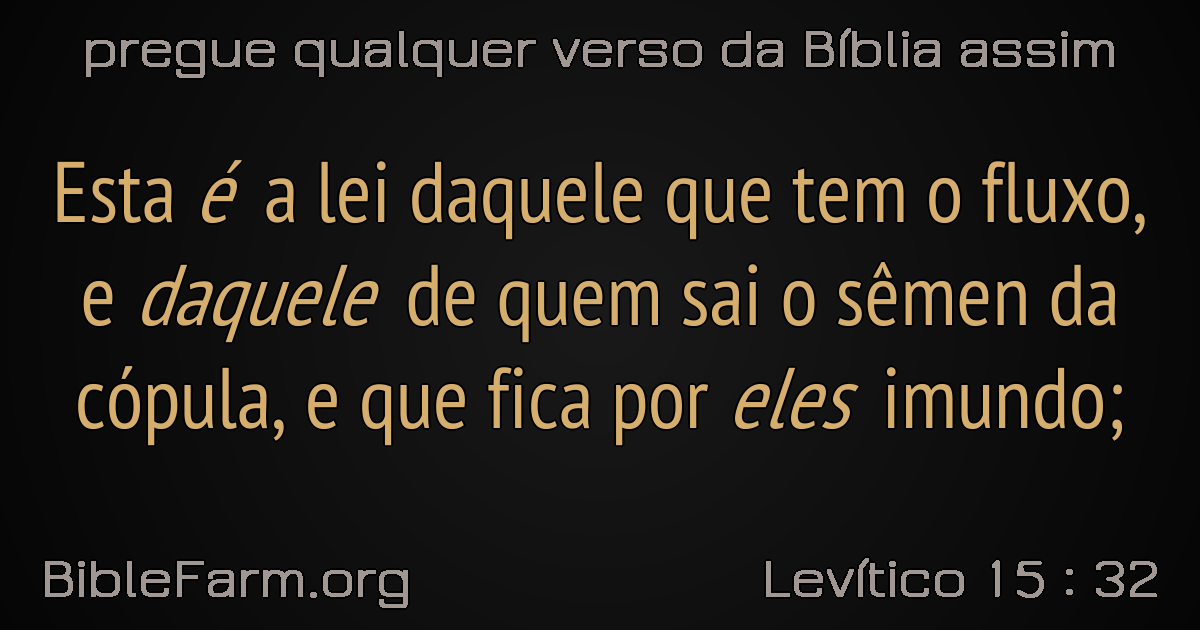 pregue qualquer verso da Bíblia assim
Esta é a lei daquele que tem o fluxo,
e daquele de quem sai o sêmen da
cópula, e que fica por eles imundo;
BibleFarm.org
Levítico 15 : 32